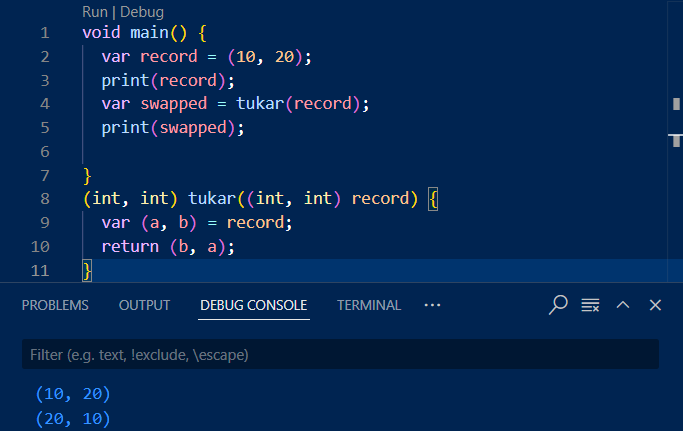 Run | Debug
1 void main() {
2   var record = (10, 20);
3   print(record);
4   var swapped = tukar(record);
5   print(swapped);
6
7 }
8 (int, int) tukar((int, int) record) {
9   var (a, b) = record;
10   return (b, a);
11 }
PROBLEMS OUTPUT DEBUG CONSOLE TERMINAL ···
Filter (e.g. text, !exclude, \escape)
(10, 20)
(20, 10)